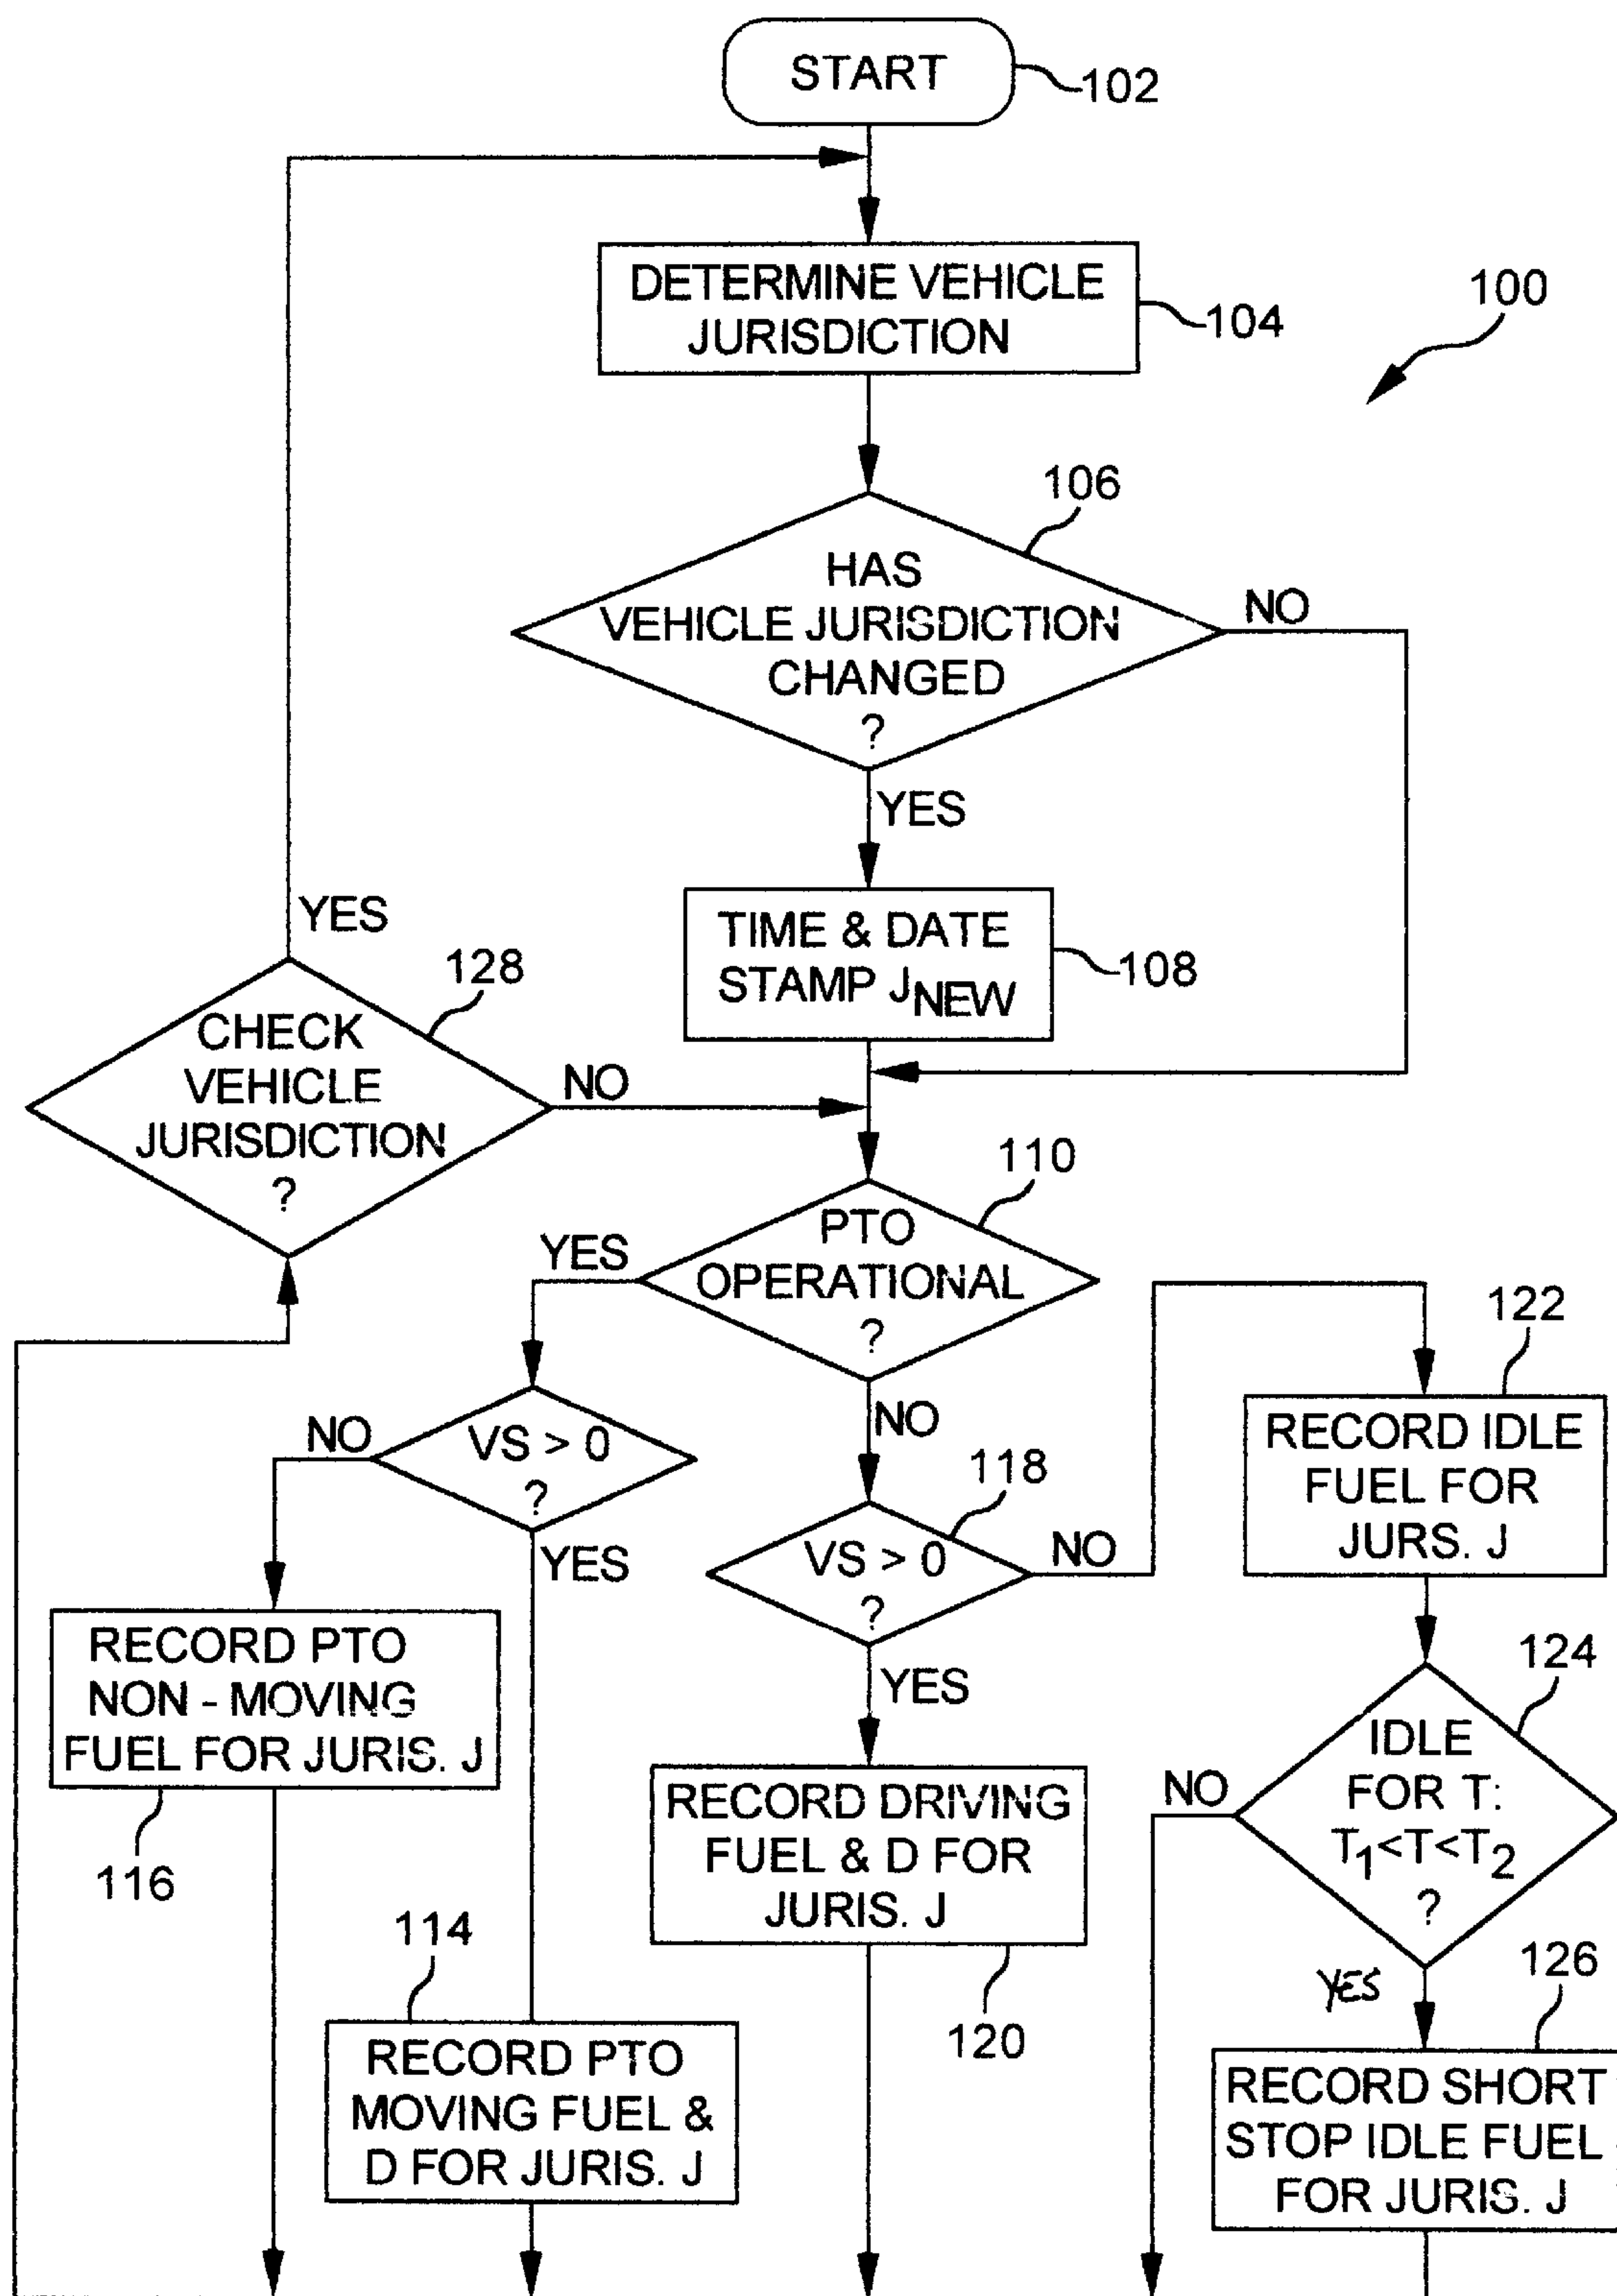 START
102
DETERMINE VEHICLE
JURISDICTION
104
100
106
HAS
VEHICLE JURISDICTION
CHANGED
?
NO
YES
TIME & DATE
STAMP JNEW
108
YES
128
CHECK
VEHICLE
JURISDICTION
?
NO
110
PTO
OPERATIONAL
?
YES
NO
VS > 0
?
NO
YES
118
VS > 0
?
NO
YES
122
RECORD IDLE
FUEL FOR
JURS. J
RECORD PTO
NON - MOVING
FUEL FOR JURIS. J
116
124
IDLE
FOR T:
T1<T<T2
?
NO
YES
RECORD DRIVING
FUEL & D FOR
JURIS. J
120
114
RECORD PTO
MOVING FUEL &
D FOR JURIS. J
126
RECORD SHORT
STOP IDLE FUEL
FOR JURIS. J